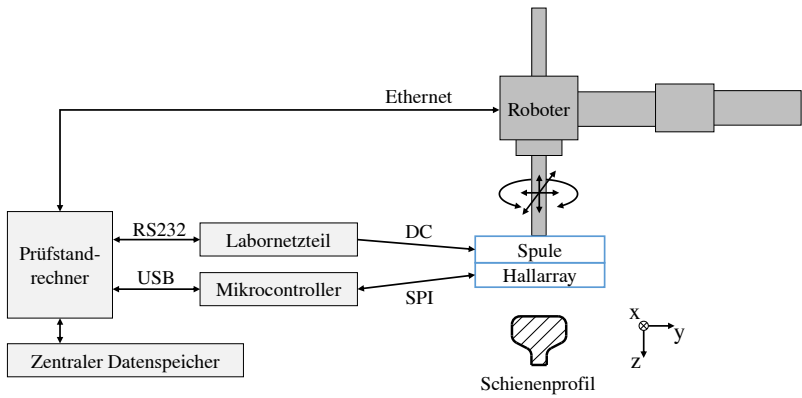 Ethernet
Roboter
Prüfstand-
rechner
RS232
Labornetzteil
DC
Spule
Hallarray
USB
Mikrocontroller
SPI
Zentraler Datenspeicher
Schienenprofil
x
y
z